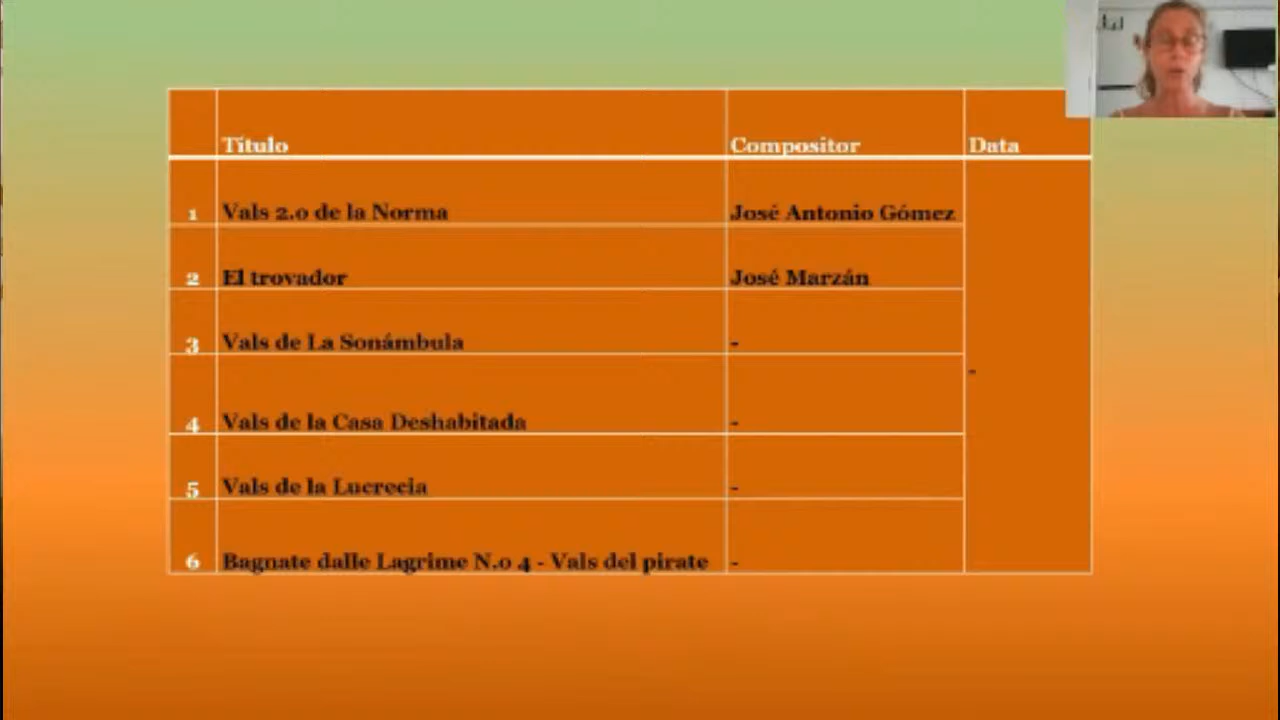 Título Compositor Data
1 Vals 2.o de la Norma José Antonio Gómez
2 El trovador José Marzán
3 Vals de La Sonámbula -
-
4 Vals de la Casa Deshabitada -
5 Vals de la Lucrecia -
6 Bagnate dalle Lagrime N.o 4 - Vals del pirate -